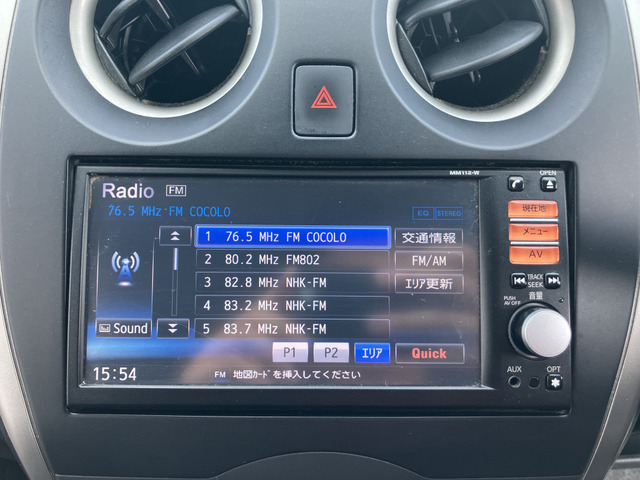 MM112-W
OPEN
Radio FM
76.5 MHz FM COCOLO
EQ STEREO
1 76.5 MHz FM COCOLO
2 80.2 MHz FM802
3 82.8 MHz NHK-FM
4 83.2 MHz NHK-FM
5 83.7 MHz NHK-FM
交通情報
FM/AM
ｴﾘｱ更新
Sound
P1 P2 ｴﾘｱ Quick
15:54
FM 地図ｶｰﾄﾞを挿入してください
現在地
メニュー
AV
TRACK
SEEK
PUSH
AV OFF
音量
AUX
OPT